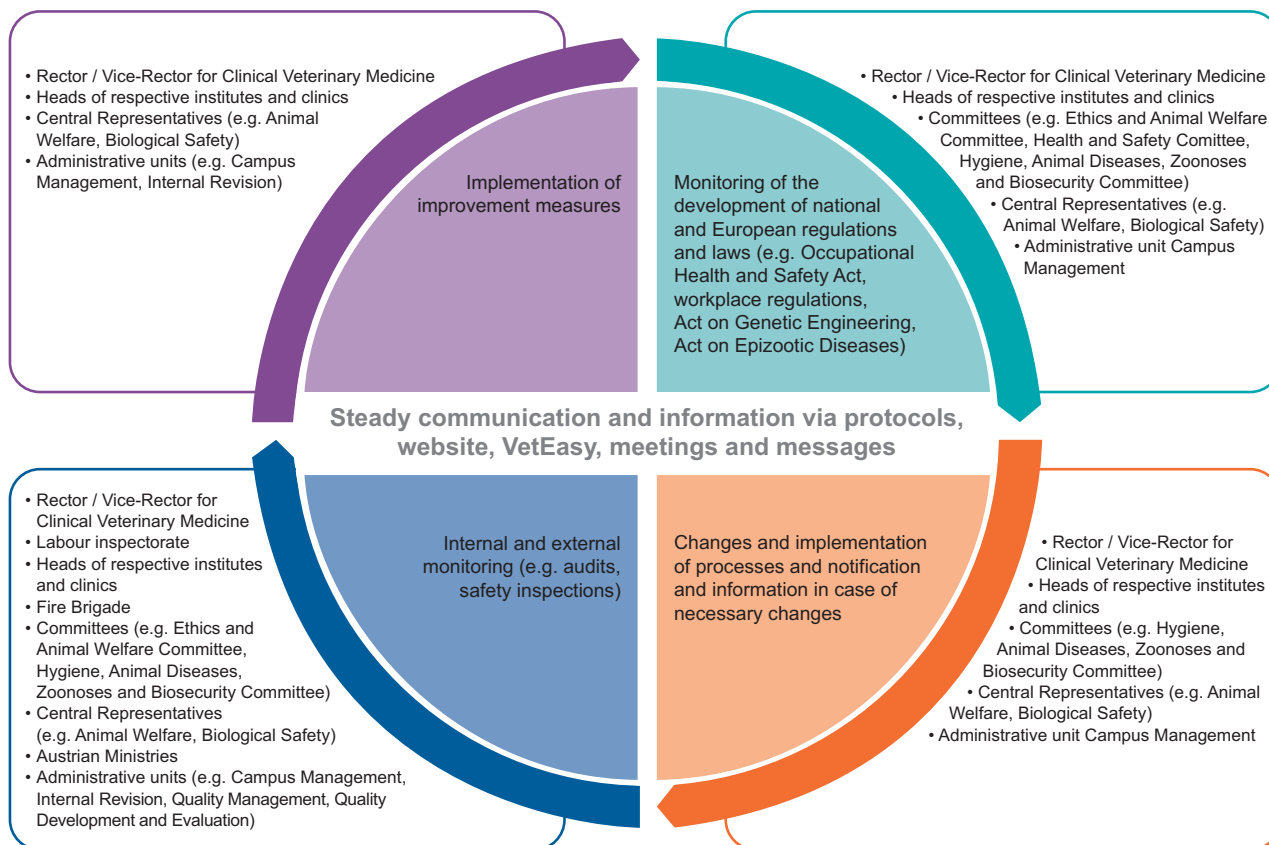 • Rector / Vice-Rector for Clinical Veterinary Medicine
• Heads of respective institutes and clinics
• Central Representatives (e.g. Animal
Welfare, Biological Safety)
• Administrative units (e.g. Campus
Management, Internal Revision)
Implementation of
improvement measures
Monitoring of the
development of national
and European regulations
and laws (e.g. Occupational
Health and Safety Act,
workplace regulations,
Act on Genetic Engineering,
Act on Epizootic Diseases)
• Rector / Vice-Rector for Clinical Veterinary Medicine
• Heads of respective institutes and clinics
• Committees (e.g. Ethics and Animal Welfare
Committee, Health and Safety Comittee,
Hygiene, Animal Diseases, Zoonoses
and Biosecurity Committee)
• Central Representatives (e.g.
Animal Welfare, Biological Safety)
• Administrative unit Campus
Management
Steady communication and information via protocols,
website, VetEasy, meetings and messages
• Rector / Vice-Rector for
Clinical Veterinary Medicine
• Labour inspectorate
• Heads of respective institutes
and clinics
• Fire Brigade
• Committees (e.g. Ethics and
Animal Welfare Committee,
Hygiene, Animal Diseases,
Zoonoses and Biosecurity Committee)
• Central Representatives
(e.g. Animal Welfare, Biological Safety)
• Austrian Ministries
• Administrative units (e.g. Campus Management,
Internal Revision, Quality Management, Quality
Development and Evaluation)
Internal and external
monitoring (e.g. audits,
safety inspections)
Changes and implementation
of processes and notification
and information in case of
necessary changes
• Rector / Vice-Rector for
Clinical Veterinary Medicine
• Heads of respective institutes
and clinics
• Committees (e.g. Hygiene,
Animal Diseases, Zoonoses and
Biosecurity Committee)
• Central Representatives (e.g. Animal
Welfare, Biological Safety)
• Administrative unit Campus Management